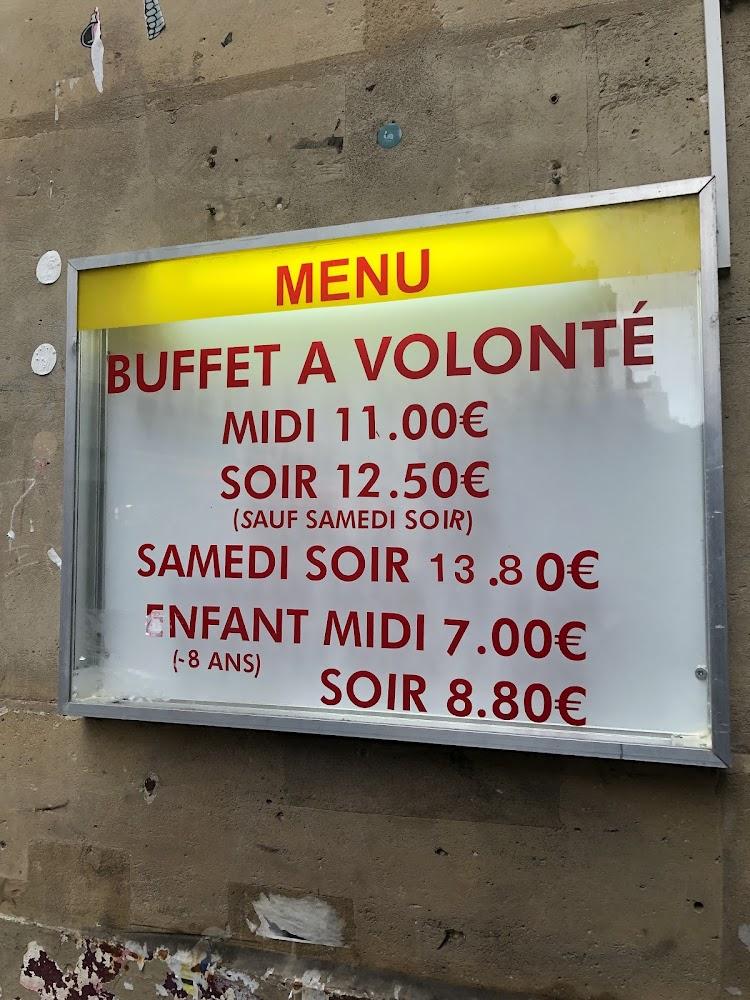 MENU
BUFFET A VOLONTÉ
MIDI 11.00€
SOIR 12.50€
(SAUF SAMEDI SOIR)
SAMEDI SOIR 13.80€
ENFANT MIDI 7.00€
(-8 ANS)
SOIR 8.80€